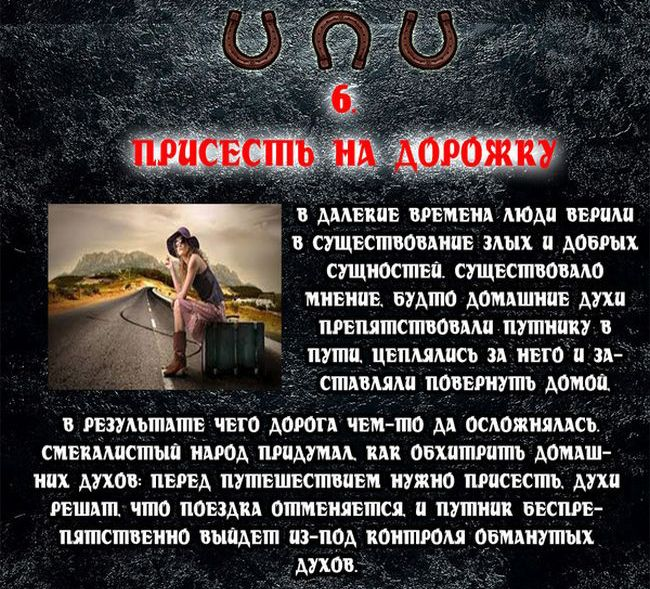 6.
ПРИСЕСТЬ НА ДОРОЖКУ
В ДАЛЕКИЕ ВРЕМЕНА ЛЮДИ ВЕРИЛИ
В СУЩЕСТВОВАНИЕ ЗЛЫХ И ДОБРЫХ
СУЩНОСТЕЙ. СУЩЕСТВОВАЛО
МНЕНИЕ, БУДТО ДОМАШНИЕ ДУХИ
ПРЕПЯТСТВОВАЛИ ПУТНИКУ В
ПУТИ, ЦЕПЛЯЛИСЬ ЗА НЕГО И ЗА-
СТАВЛЯЛИ ПОВЕРНУТЬ ДОМОЙ,
В РЕЗУЛЬТАТЕ ЧЕГО ДОРОГА ЧЕМ-ТО ДА ОСЛОЖНЯЛАСЬ.
СМЕКАЛИСТЫЙ НАРОД ПРИДУМАЛ, КАК ОБХИТРИТЬ ДОМАШ-
НИХ ДУХОВ: ПЕРЕД ПУТЕШЕСТВИЕМ НУЖНО ПРИСЕСТЬ, ДУХИ
РЕШАТ, ЧТО ПОЕЗДКА ОТМЕНЯЕТСЯ, И ПУТНИК БЕСПРЕ-
ПЯТСТВЕННО ВЫЙДЕТ ИЗ-ПОД КОНТРОЛЯ ОБМАНУТЫХ
ДУХОВ.